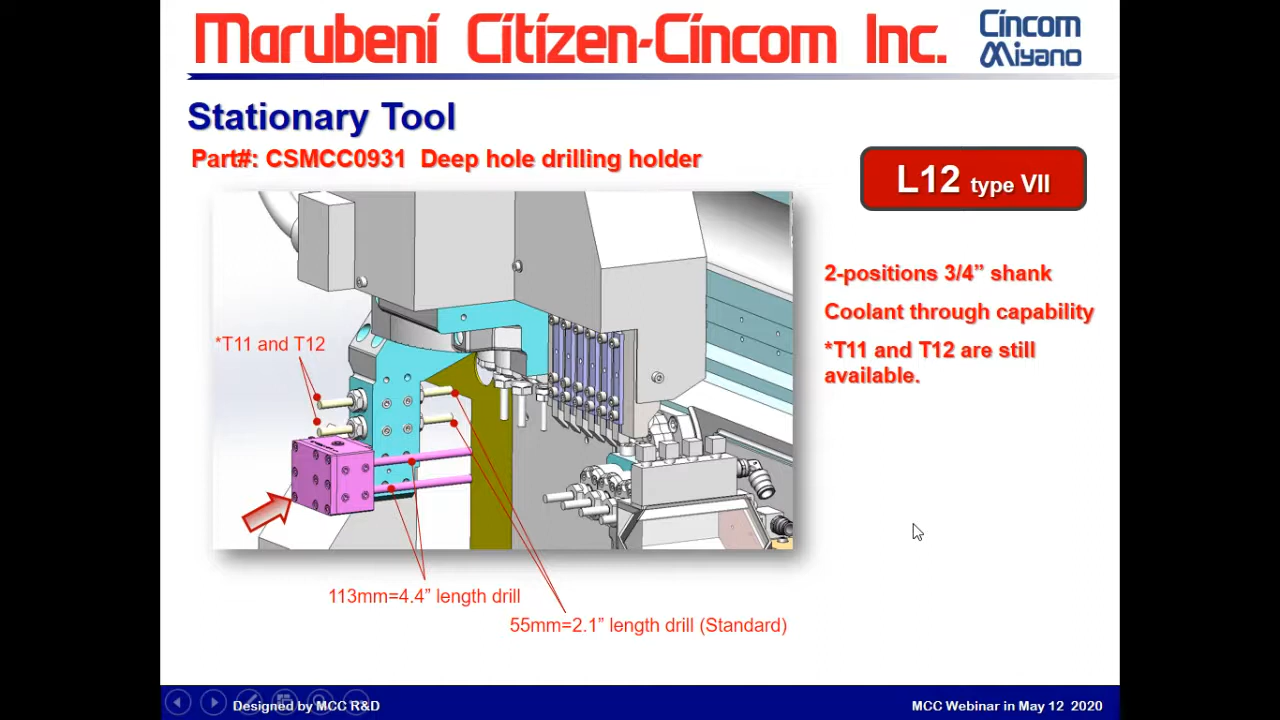 Marubeni Citizen-Cincom Inc.
Cincom
Miyano
Stationary Tool
Part#: CSMCC0931 Deep hole drilling holder
L12 type VII
2-positions 3/4” shank
Coolant through capability
*T11 and T12 are still
available.
*T11 and T12
113mm=4.4” length drill
55mm=2.1” length drill (Standard)
Designed by MCC R&D
MCC Webinar in May 12 2020